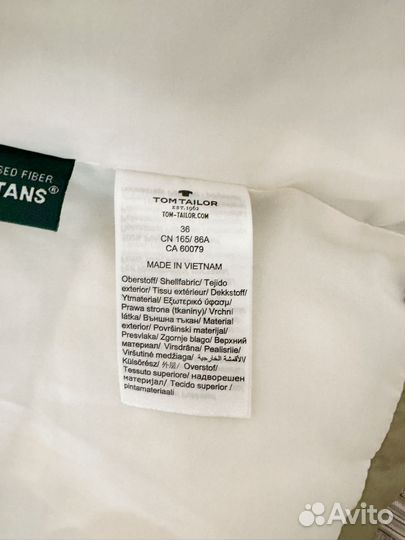 SED FIBER
TANS®
TOM TAILOR
EST. 1962
TOM-TAILOR.COM
36
CN 165/ 86A
CA 60079
MADE IN VIETNAM
Oberstoff/ Shellfabric/ Tejido
exterior/ Tissu extérieur/ Dekkstoff/
Ytmaterial/ Εξωτερικό ύφασμ/
Prawa strona (tkaniny)/ Vrchní
látka/ Външна тъкан/ Material
exterior/ Površinski materijal/
Presvlaka/ Zgornje blago/ Верхний
материал/ Virsdrāna/ Pealisriie/
Viršutinė medžiaga/ الأقمشة الخارجية/
Külsőrész/ 外层/ Overstof/
Tessuto superiore/ надворешен
материјал/ Tecido superior /
pintamateriaali
Avito